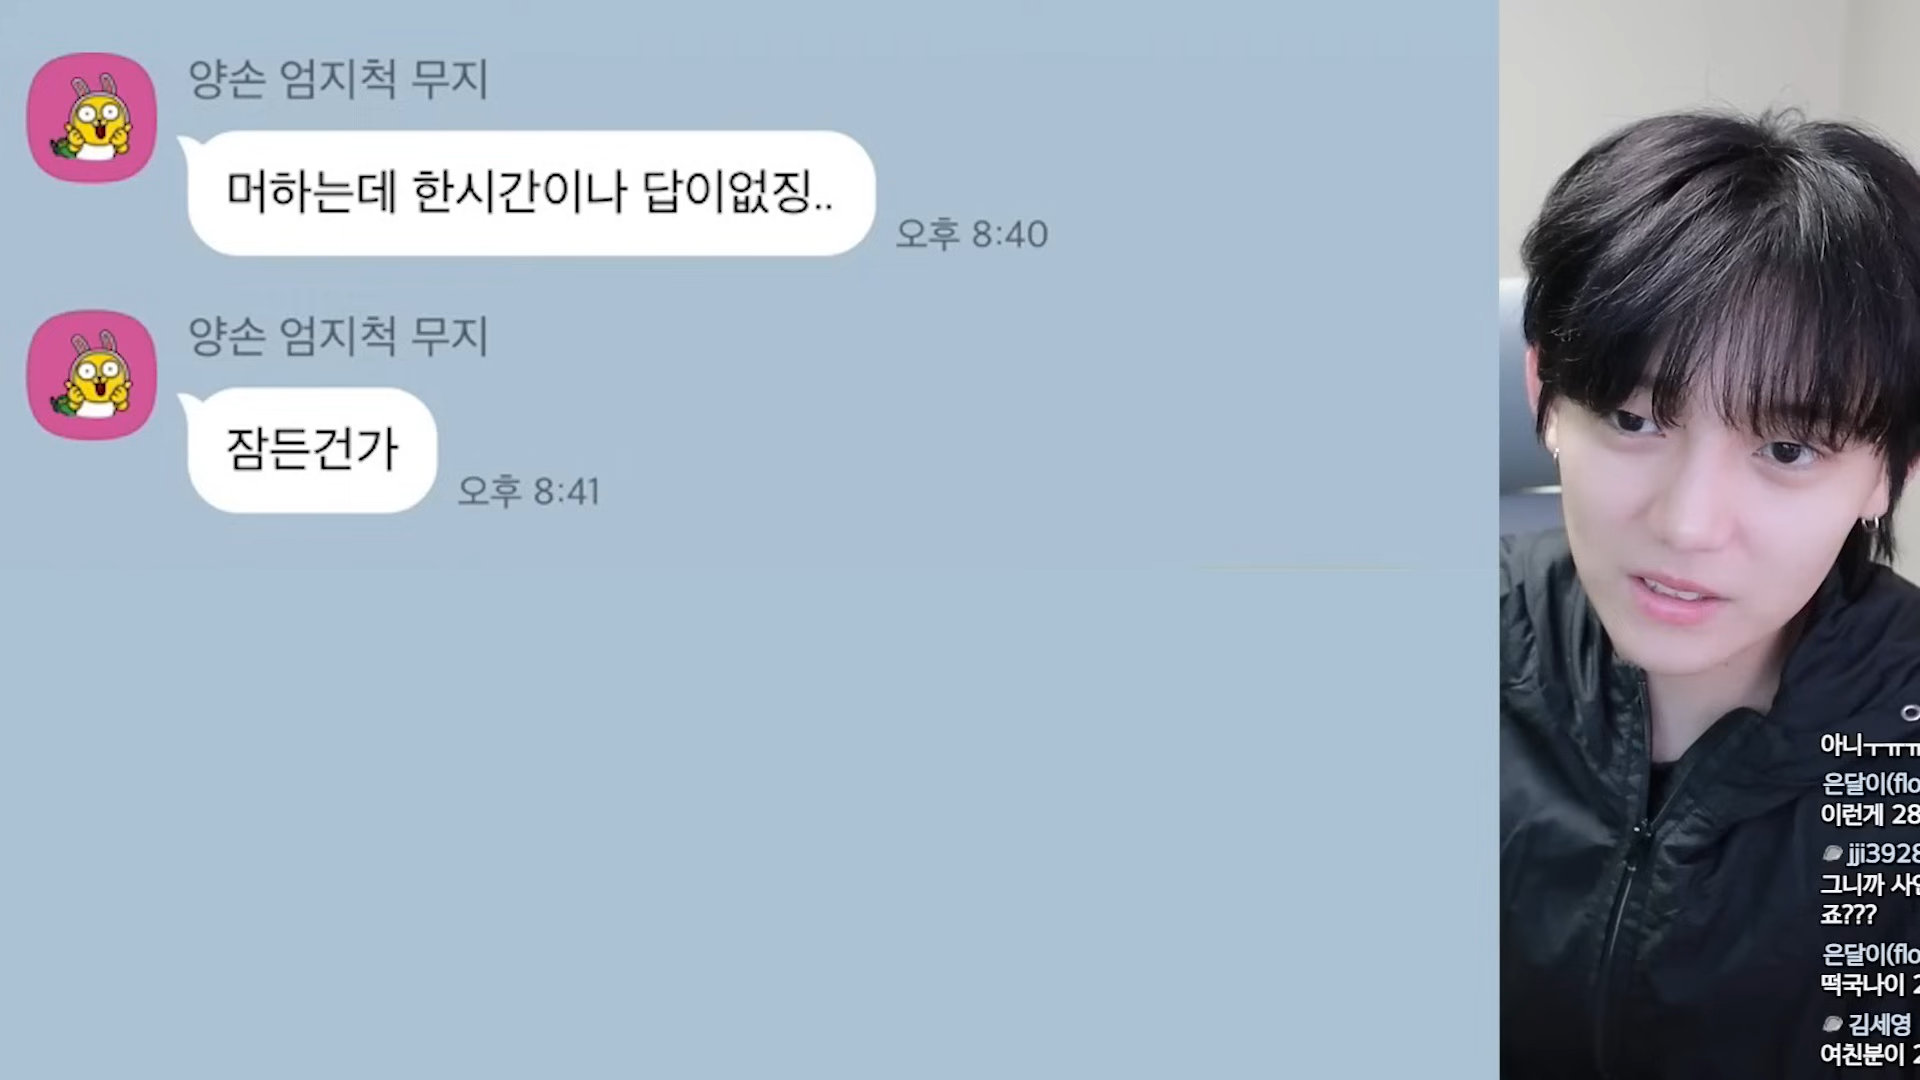 양손 엄지척 무지
머하는데 한시간이나 답이없징..
오후 8:40
양손 엄지척 무지
잠든건가
오후 8:41
아니ㅜㅠㅠ
은달이(flo
이런게 28
jji3928
그니까
죠???
은달이(flo
떡국나이
김세영
여친분이